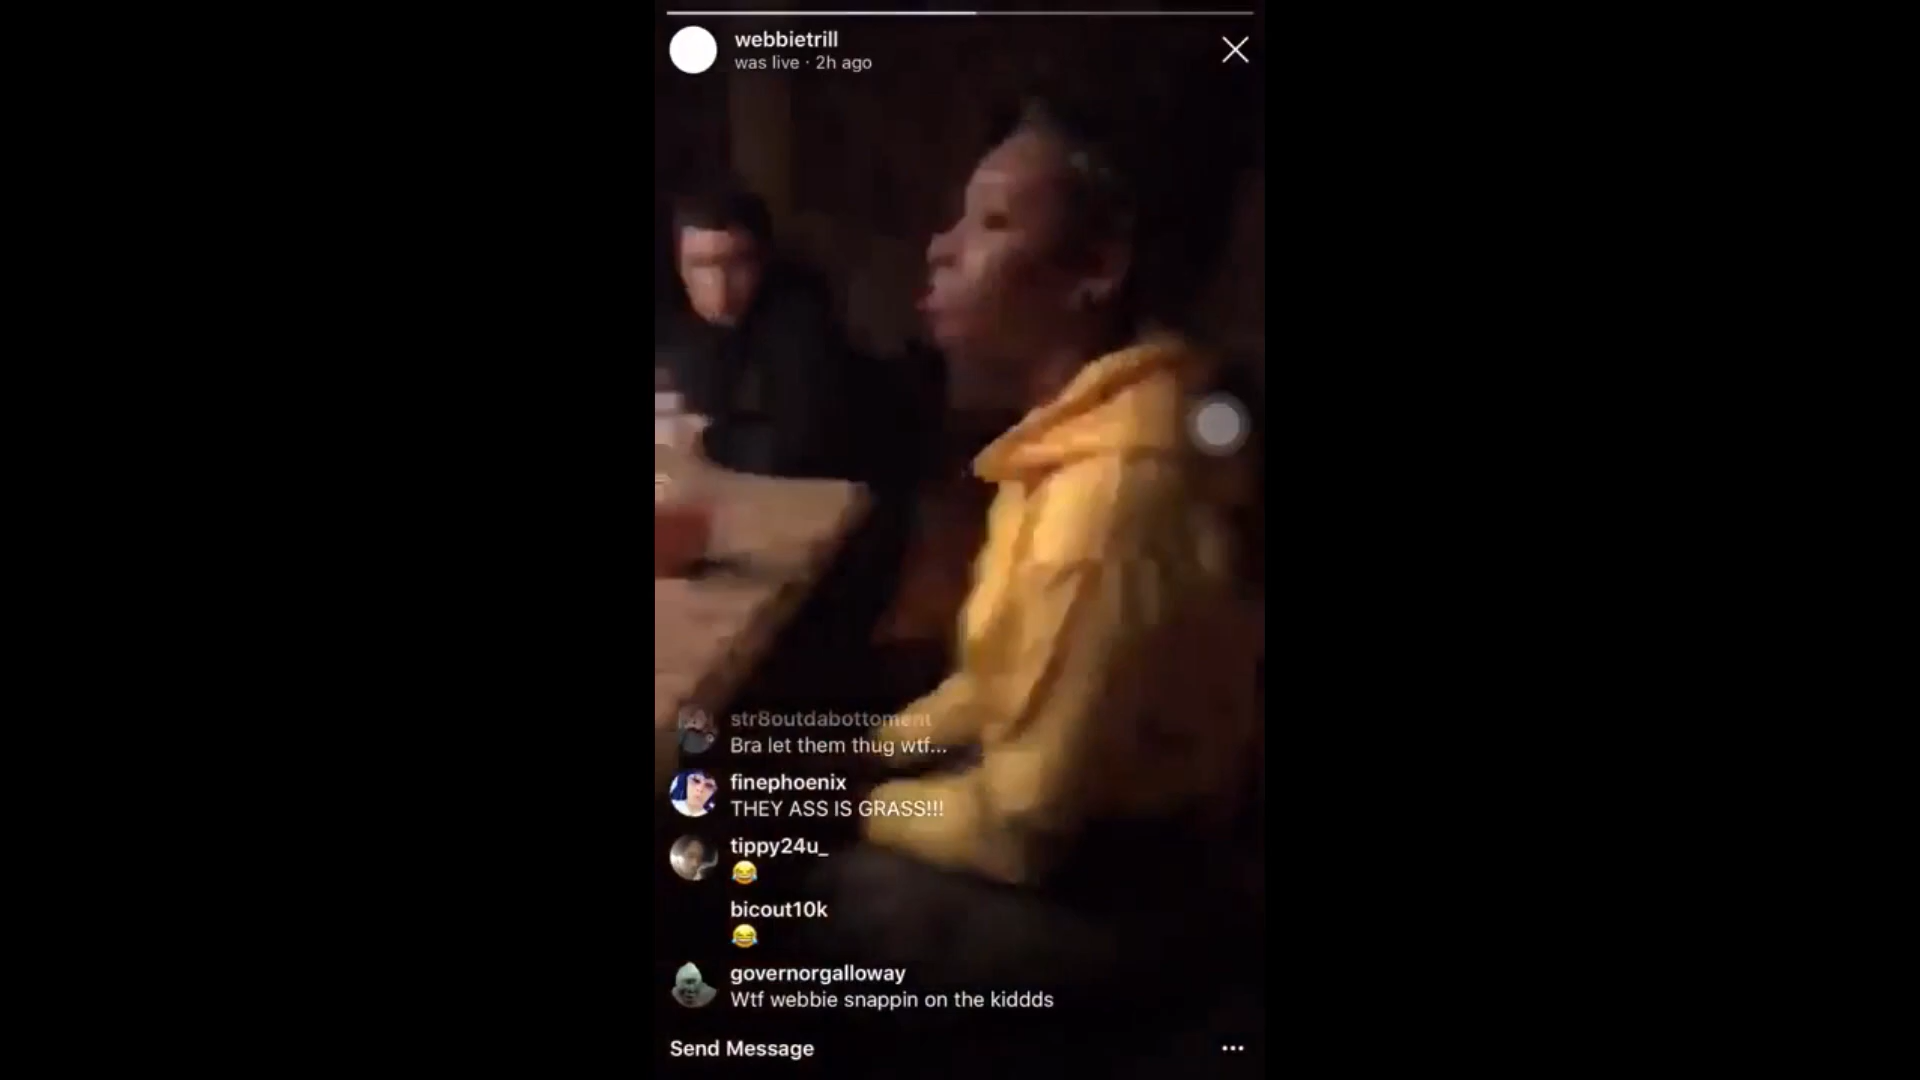 webbietrill
was live · 2h ago
str8outdabottoment
Bra let them thug wtf...
finephoenix
THEY ASS IS GRASS!!!
tippy24u_
😂
bicout10k
😂
governorgalloway
Wtf webbie snappin on the kiddds
Send Message